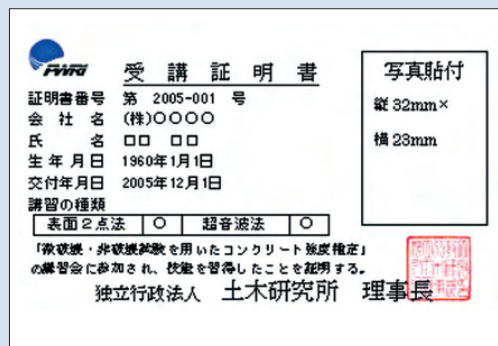 PWRI
受講証明書
証明書番号 第 2005-001 号
会社名 (株)○○○○
氏名 □□ □□
生年月日 1960年1月1日
交付年月日 2005年12月1日
講習の種類
表面2点法 ○ 超音波法 ○
「微破壊・非破壊試験を用いたコンクリート強度推定」
の講習会に参加され、技能を習得したことを証明する。
独立行政法人 土木研究所 理事長
写真貼付
縦 32mm×
横 23mm